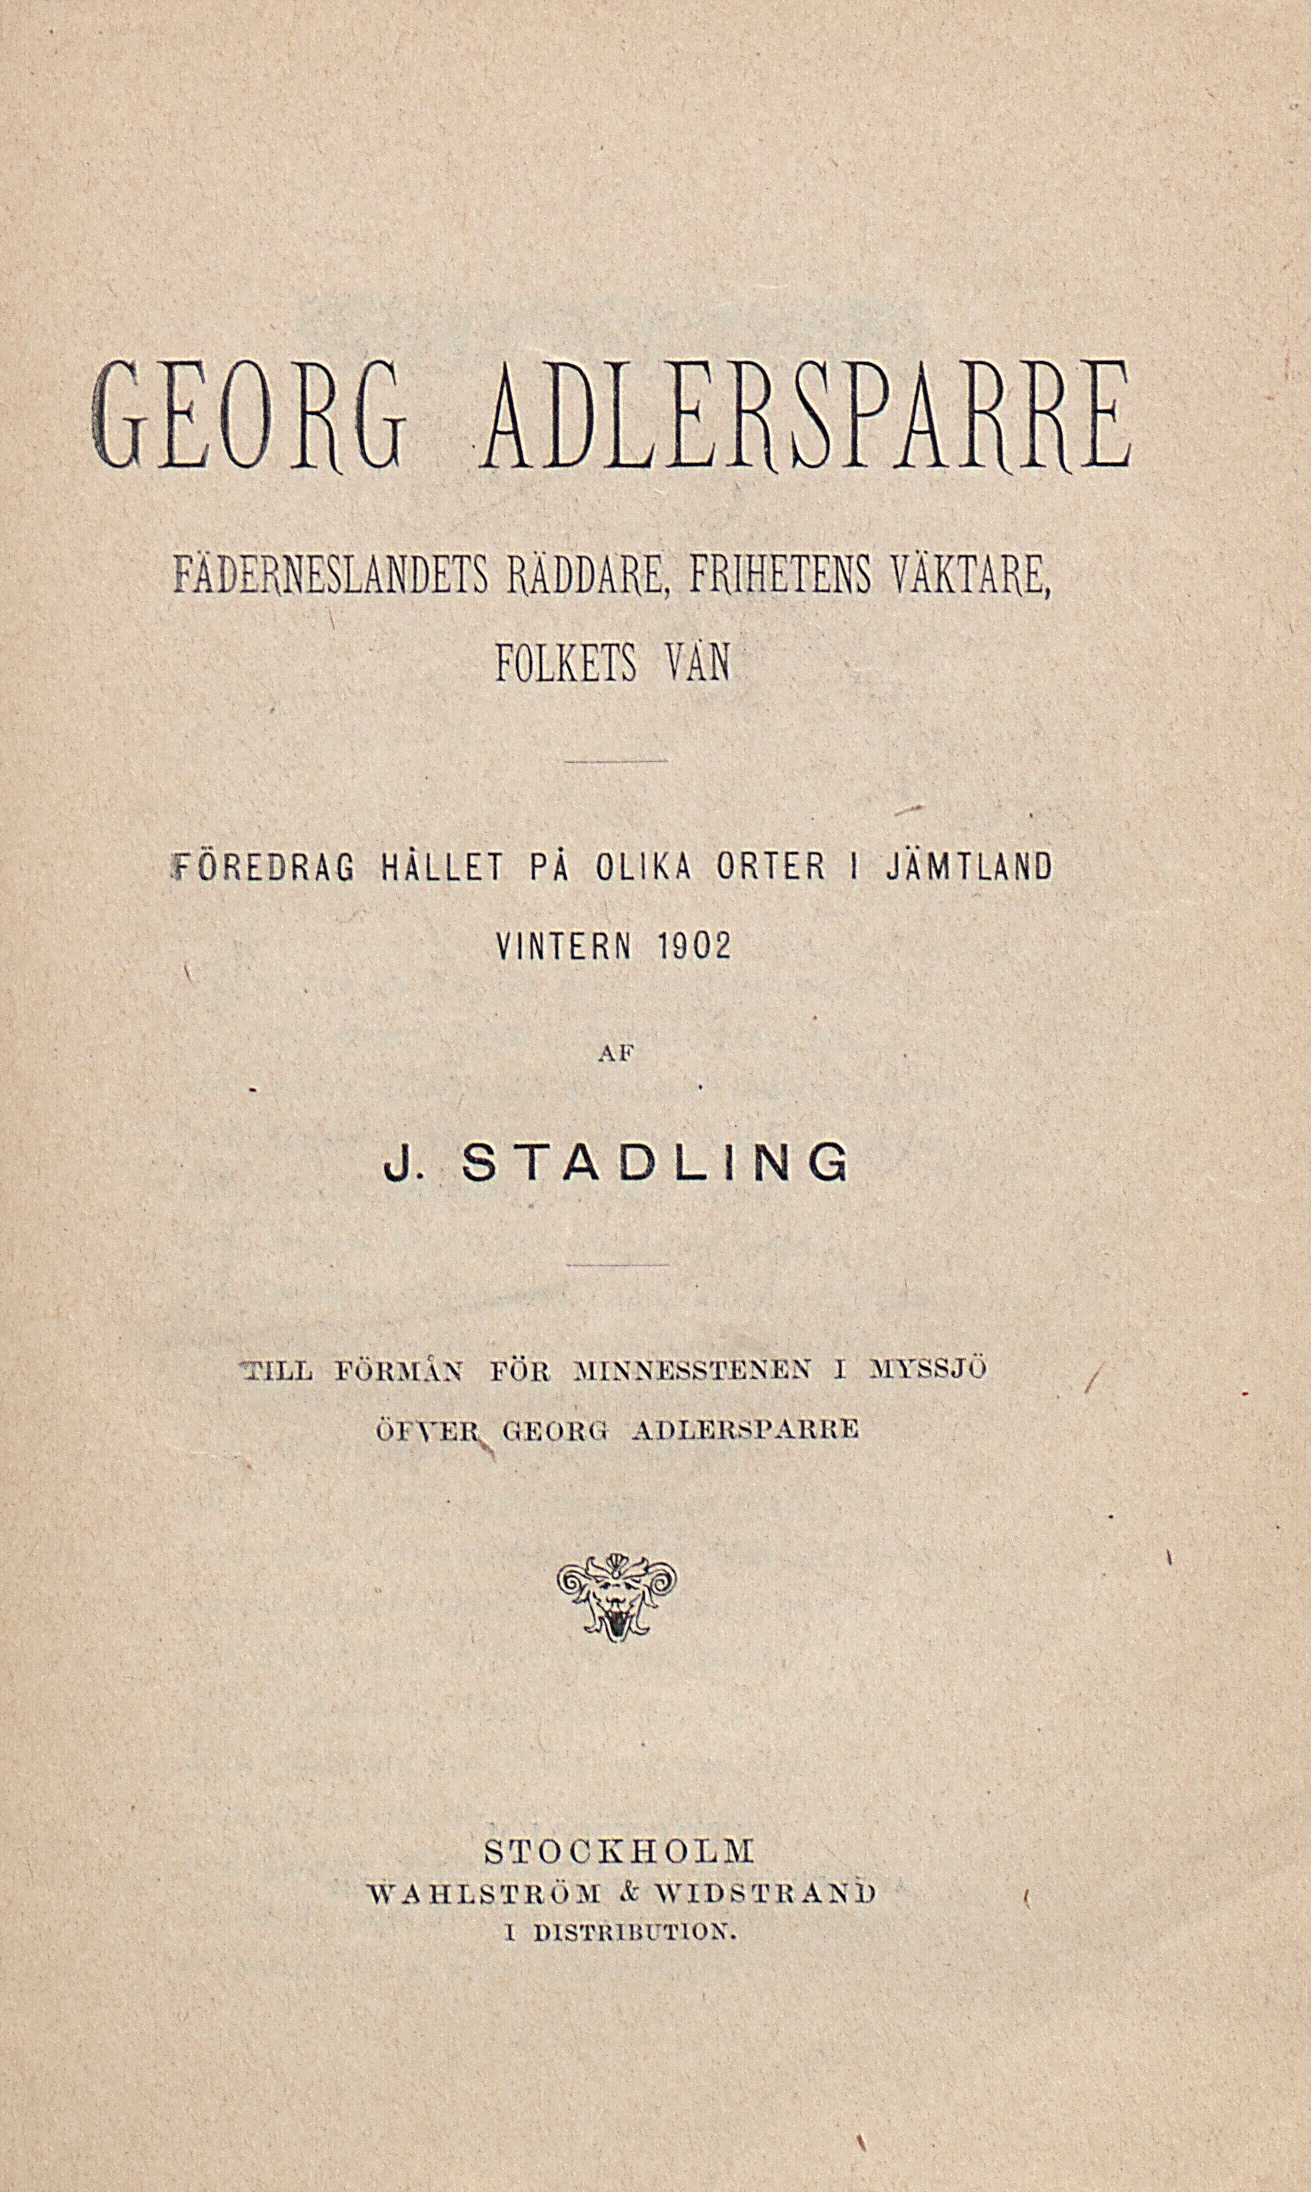 GEORG ADLERSPARRE
FÄDERNESLANDETS RÄDDARE, FRIHETENS VÄKTARE,
FOLKETS VÄN
FÖREDRAG HÅLLET PÅ OLIKA ORTER I JÄMTLAND
VINTERN 1902
AF
J. STADLING
TILL FÖRMÅN FÖR MINNESSTENEN I MYSSJÖ
ÖFVER GEORG ADLERSPARRE
STOCKHOLM
WAHLSTRÖM & WIDSTRAND
I DISTRIBUTION.